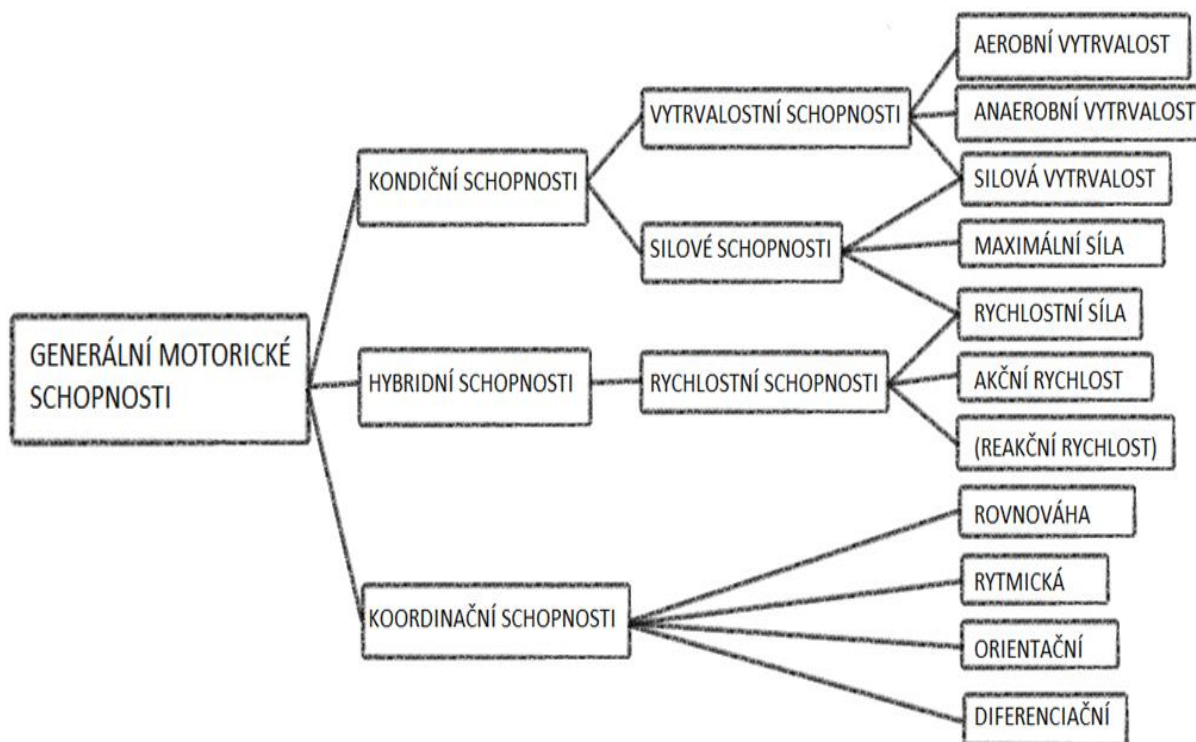 GENERÁLNÍ MOTORICKÉ
SCHOPNOSTI
KONDIČNÍ SCHOPNOSTI
HYBRIDNÍ SCHOPNOSTI
KOORDINAČNÍ SCHOPNOSTI
VYTRVALOSTNÍ SCHOPNOSTI
SILOVÉ SCHOPNOSTI
RYCHLOSTNÍ SCHOPNOSTI
AEROBNÍ VYTRVALOST
ANAEROBNÍ VYTRVALOST
SILOVÁ VYTRVALOST
MAXIMÁLNÍ SÍLA
RYCHLOSTNÍ SÍLA
AKČNÍ RYCHLOST
(REAKČNÍ RYCHLOST)
ROVNOVÁHA
RYTMICKÁ
ORIENTAČNÍ
DIFERENCIAČNÍ